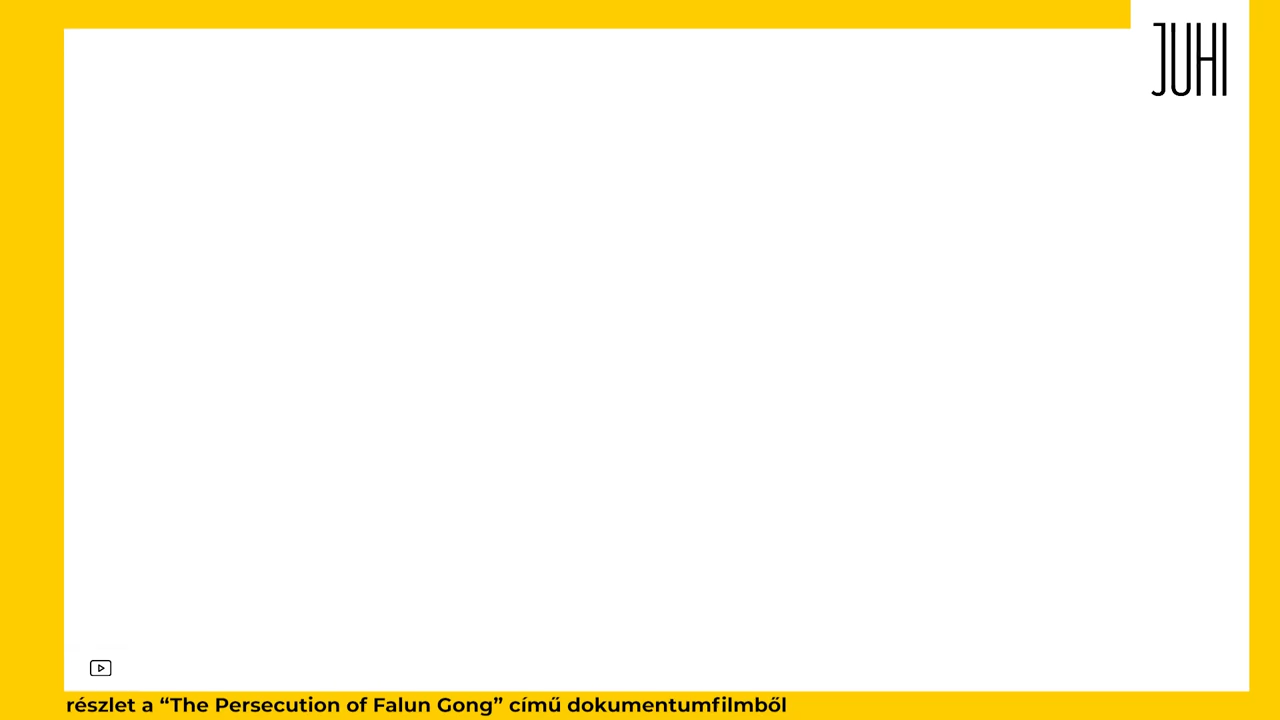 JUHI
részlet a “The Persecution of Falun Gong” című dokumentumfilmből